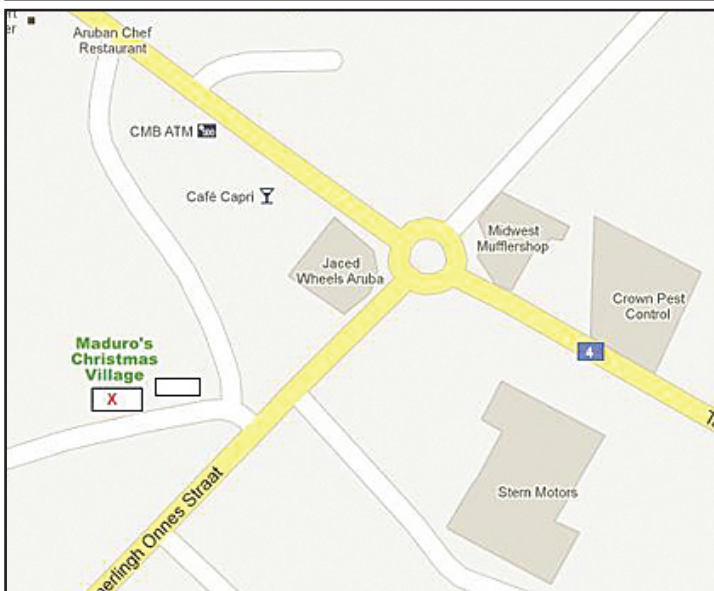 Aruban Chef
Restaurant
CMB ATM
Café Capri
Jaced
Wheels Aruba
Midwest
Mufflershop
Crown Pest
Control
4
Maduro's
Christmas
Village
X
Stern Motors
Onnes Straat